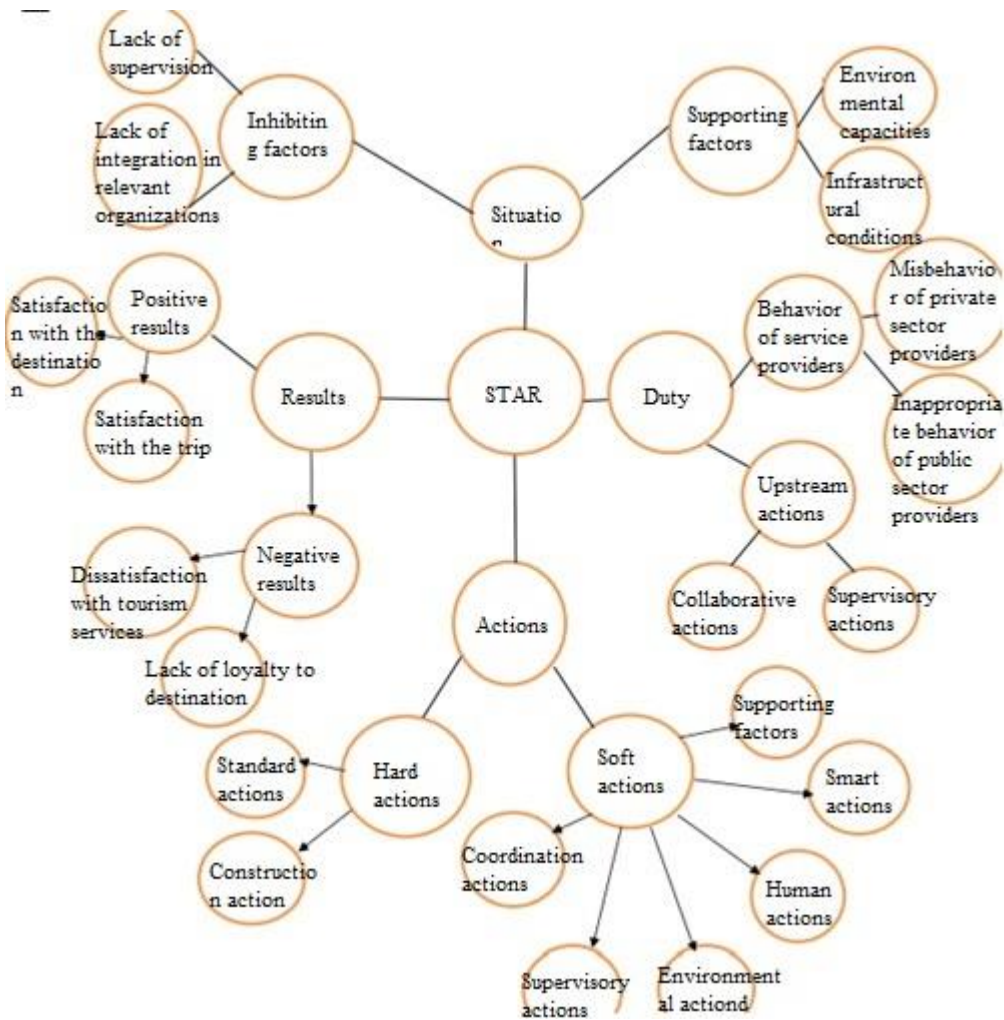 Lack of
supervision
Inhibitin
g factors
Lack of
integration in
relevant
organizations
Supporting
factors
Environ
mental
capacities
Infrastruct
ural
conditions
Situatio
n
Positive
results
Satisfactio
n with the
destinatio
n
Satisfaction
with the trip
Results
STAR
Duty
Behavior
of service
providers
Misbehavio
r of private
sector
providers
Inappropria
te behavior
of public
sector
providers
Upstream
actions
Collaborative
actions
Supervisory
actions
Negative
results
Dissatisfaction
with tourism
services
Lack of loyalty to
destination
Actions
Hard
actions
Standard
actions
Constructio
n action
Soft
actions
Supporting
factors
Smart
actions
Human
actions
Coordination
actions
Supervisory
actions
Environment
al actiond